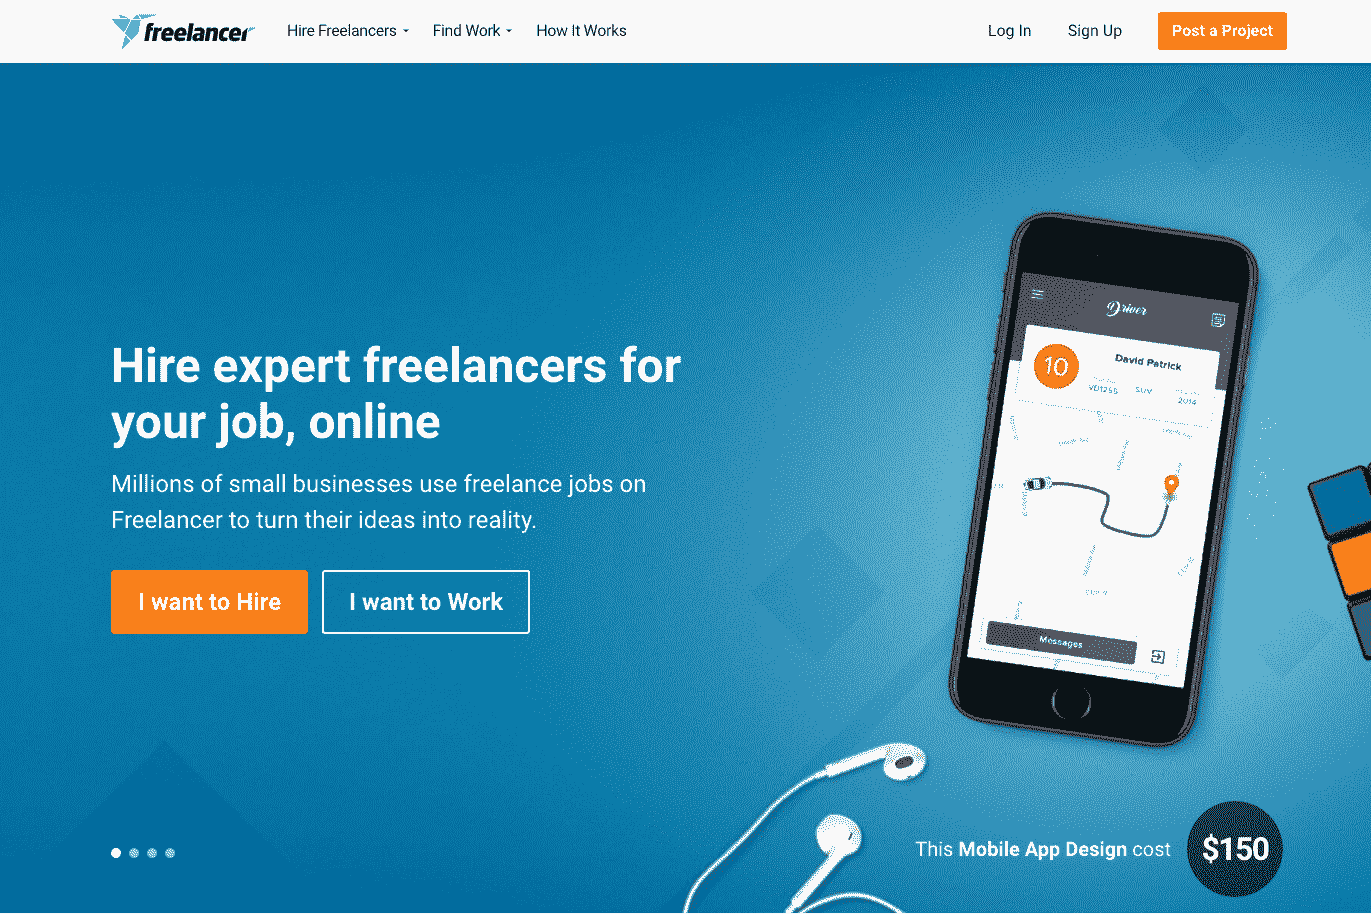 freelancer
Hire Freelancers
Find Work
How It Works
Log In
Sign Up
Post a Project
Hire expert freelancers for
your job, online
Millions of small businesses use freelance jobs on
Freelancer to turn their ideas into reality.
I want to Hire
I want to Work
Driver
10
David Patrick
VD1255
SUV
2014
Messages
This Mobile App Design cost
$150